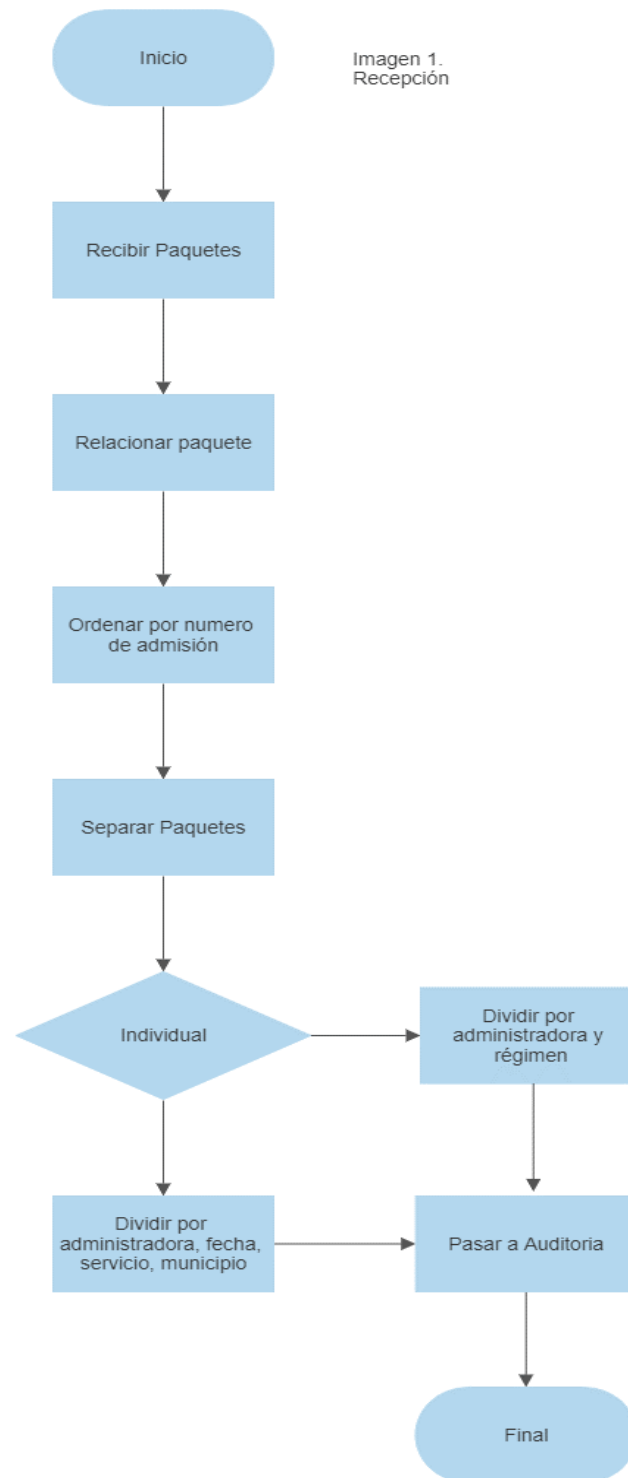 Inicio
Imagen 1.
Recepción
Recibir Paquetes
Relacionar paquete
Ordenar por numero
de admisión
Separar Paquetes
Individual
Dividir por
administradora y
régimen
Dividir por
administradora, fecha,
servicio, municipio
Pasar a Auditoria
Final